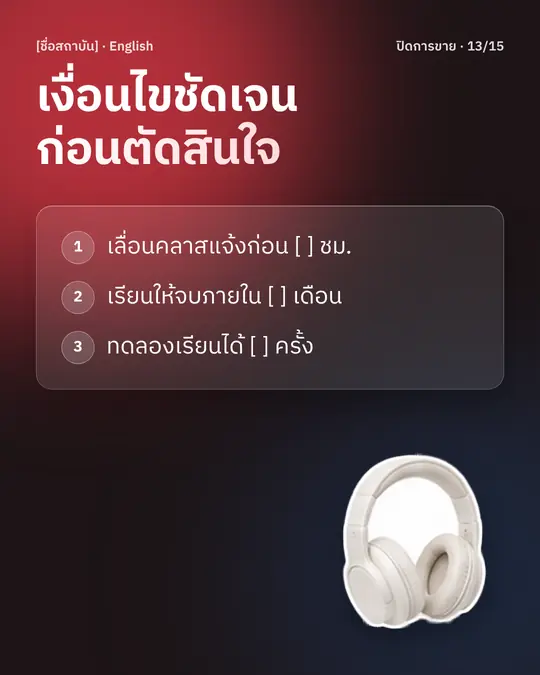 [ชื่อสถาบัน] · English
ปิดการขาย · 13/15
เงื่อนไขชัดเจน
ก่อนตัดสินใจ
1 เลื่อนคลาสแจ้งก่อน [ ] ชม.
2 เรียนให้จบภายใน [ ] เดือน
3 ทดลองเรียนได้ [ ] ครั้ง